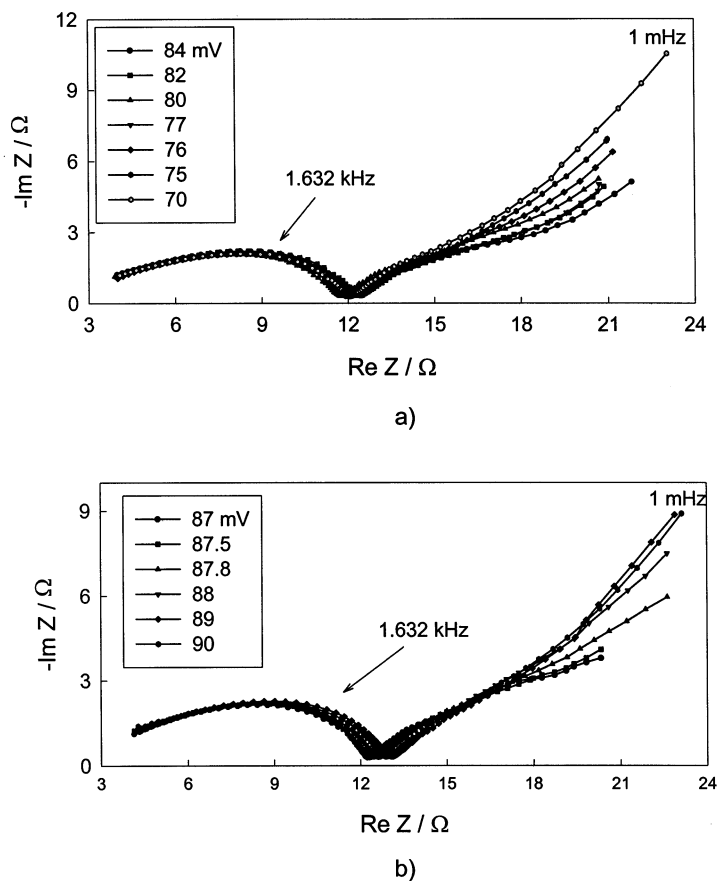 12
9
6
3
0
-Im Z / Ω
84 mV
82
80
77
76
75
70
1 mHz
1.632 kHz
3 6 9 12 15 18 21 24
Re Z / Ω
a)
9
6
3
0
-Im Z / Ω
87 mV
87.5
87.8
88
89
90
1 mHz
1.632 kHz
3 6 9 12 15 18 21 24
Re Z / Ω
b)